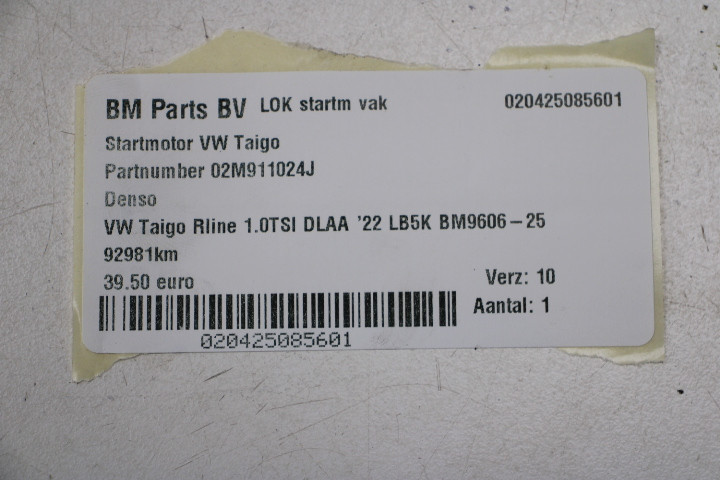 BM Parts BV LOK startm vak 020425085601
Startmotor VW Taigo
Partnumber 02M911024J
Denso
VW Taigo Rline 1.0TSI DLAA '22 LB5K BM9606-25
92981km
39.50 euro Verz: 10
Aantal: 1
020425085601